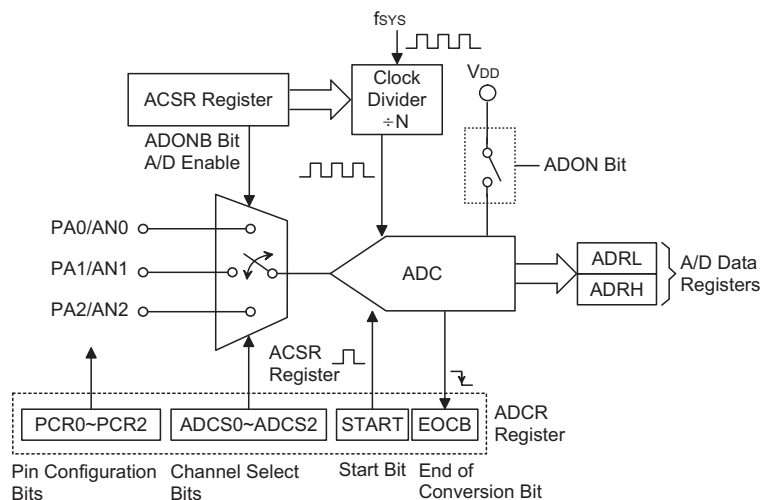 fSYS
ACSR Register
Clock
Divider
÷N
VDD
ADONB Bit
A/D Enable
ADON Bit
PA0/AN0
PA1/AN1
PA2/AN2
ADC
ADRL
ADRH
A/D Data
Registers
ACSR
Register
PCR0~PCR2
ADCS0~ADCS2
START
EOCB
ADCR
Register
Pin Configuration
Bits
Channel Select
Bits
Start Bit
End of
Conversion Bit